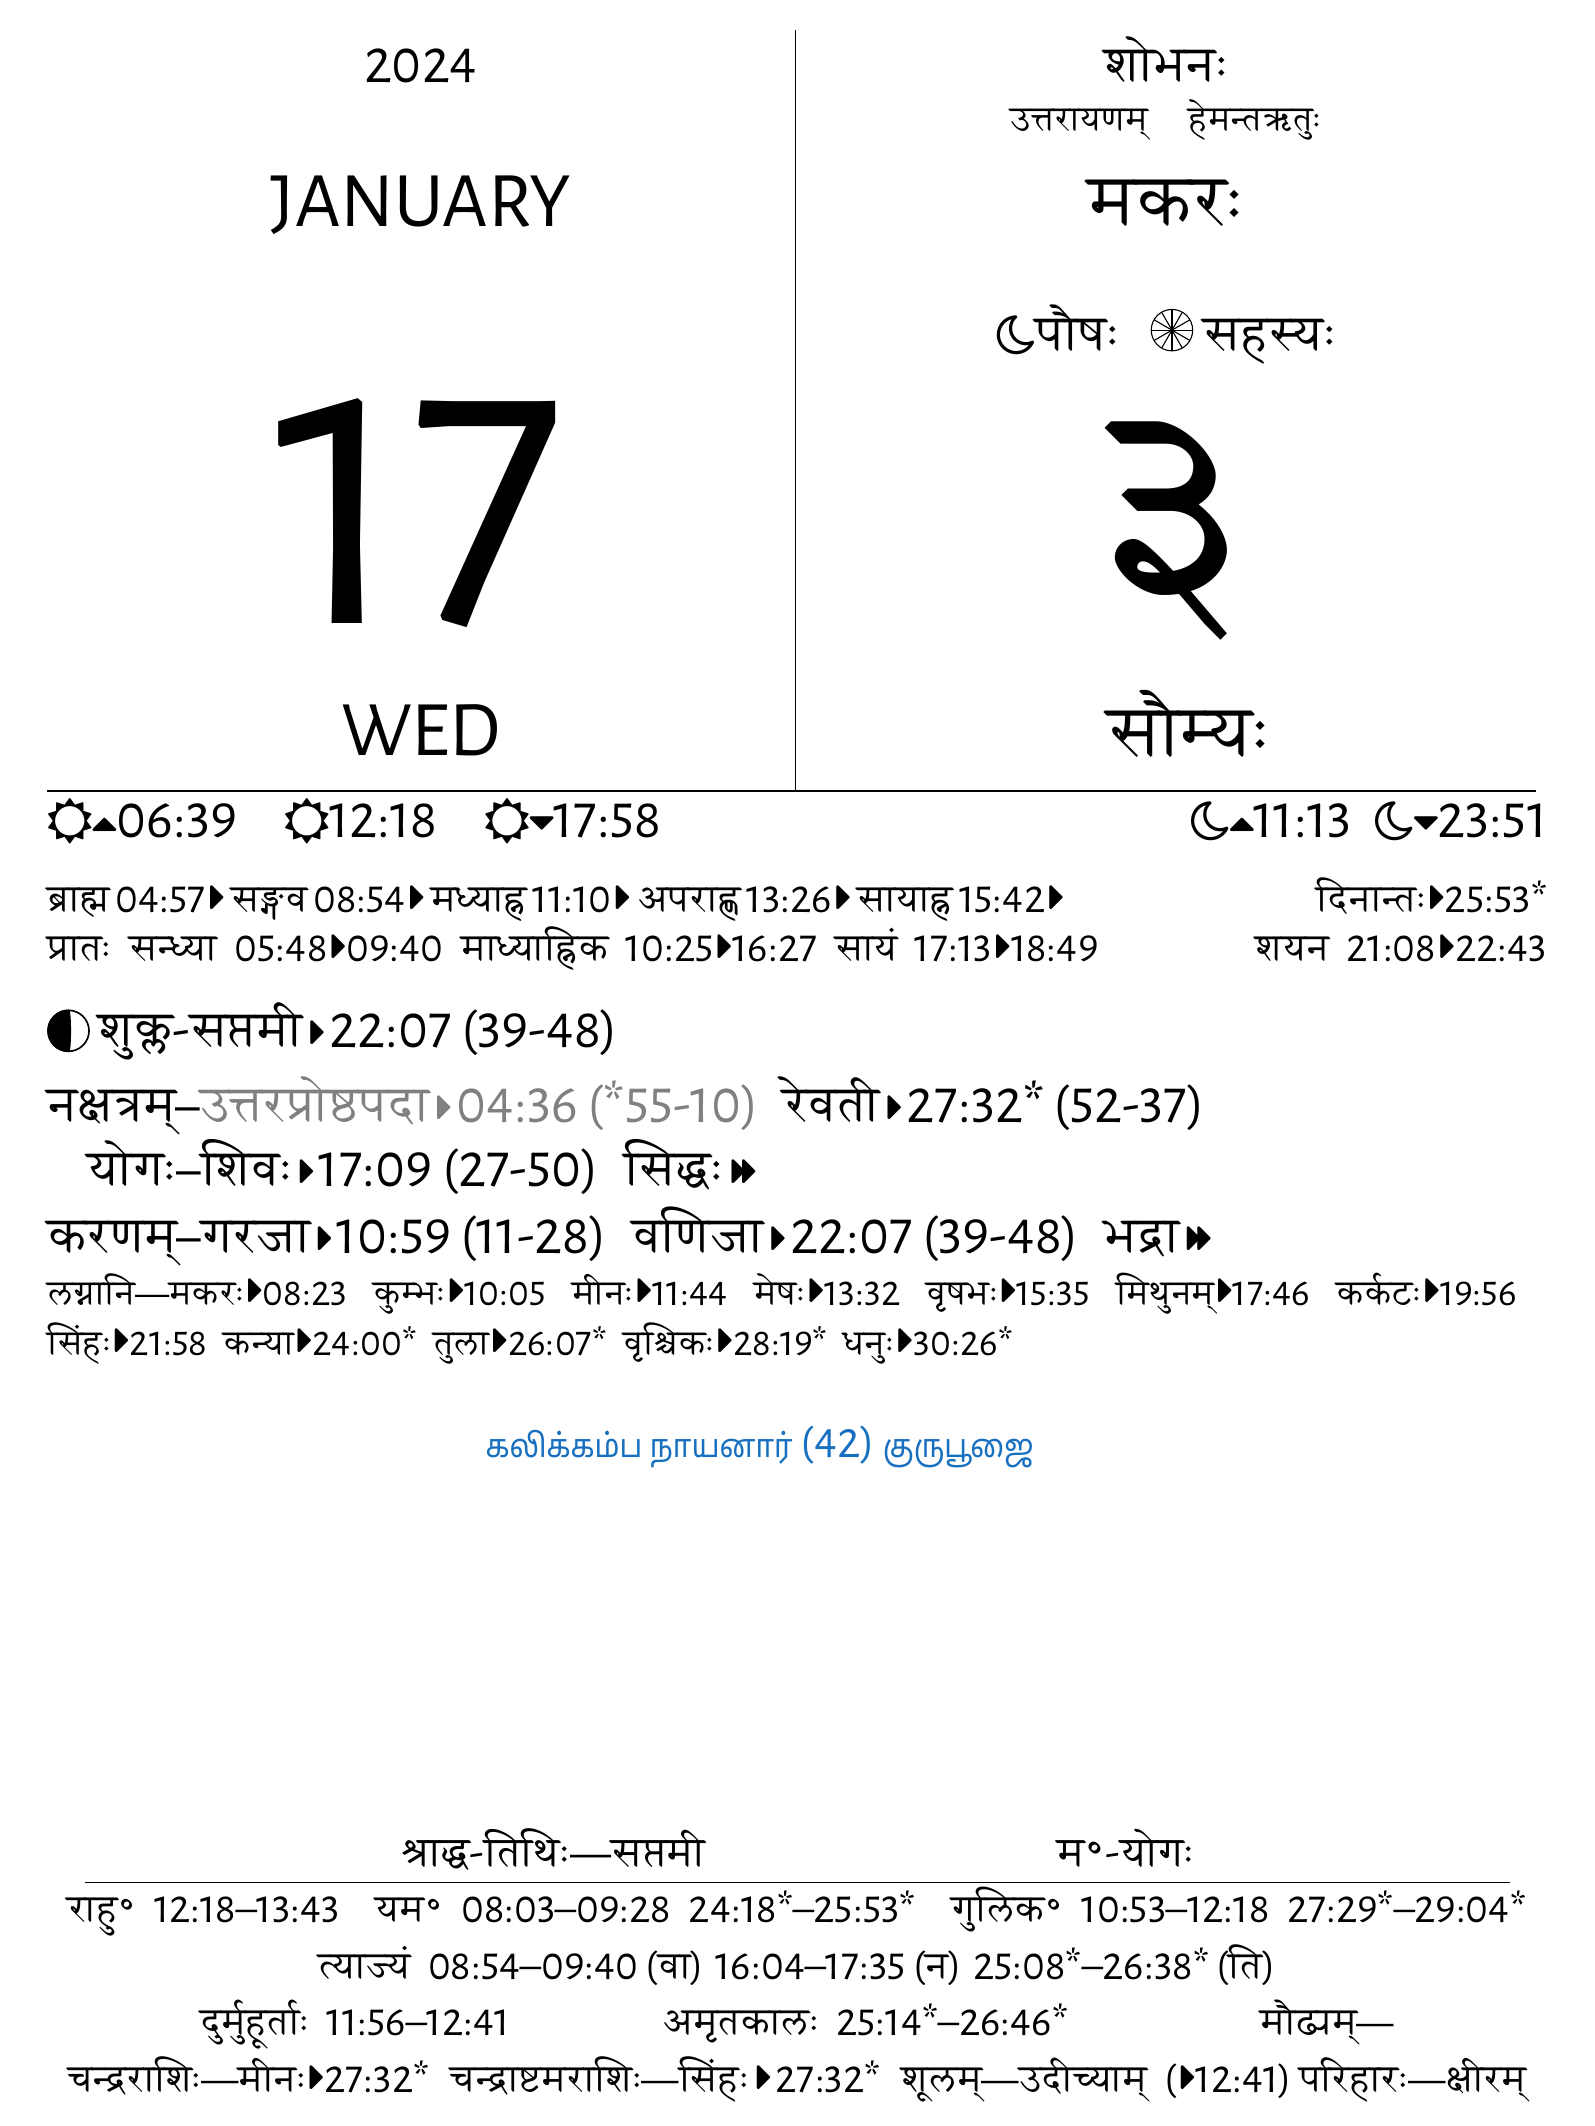 2024
JANUARY
17
WED
शोभनः
उत्तरायणम् हेमन्तऋतुः
मकरः
पौषः सहस्यः
३
सौम्यः
06:39 12:18 17:58 11:13 23:51
ब्राह्म 04:57 सङ्गव 08:54 मध्याह्न 11:10 अपराह्ण 13:26 सायाह्न 15:42 दिनान्तः 25:53*
प्रातः सन्ध्या 05:48 09:40 माध्याह्निक 10:25 16:27 सायं 17:13 18:49 शयन 21:08 22:43
शुक्ल-सप्तमी 22:07 (39-48)
नक्षत्रम्–उत्तरप्रोष्ठपदा 04:36 (*55-10) रेवती 27:32* (52-37)
योगः–शिवः 17:09 (27-50) सिद्धः
करणम्–गरजा 10:59 (11-28) वणिजा 22:07 (39-48) भद्रा
लग्नानि—मकरः 08:23 कुम्भः 10:05 मीनः 11:44 मेषः 13:32 वृषभः 15:35 मिथुनम् 17:46 कर्कटः 19:56
सिंहः 21:58 कन्या 24:00* तुला 26:07* वृश्चिकः 28:19* धनुः 30:26*
கலிக்கம்ப நாயனார் (42) குருபூஜை
श्राद्ध-तिथिः—सप्तमी म॰-योगः
राहु॰ 12:18–13:43 यम॰ 08:03–09:28 24:18*–25:53* गुलिक॰ 10:53–12:18 27:29*–29:04*
त्याज्यं 08:54–09:40 (वा) 16:04–17:35 (न) 25:08*–26:38* (ति)
दुर्मुहूर्ताः 11:56–12:41 अमृतकालः 25:14*–26:46* मौढ्यम्—
चन्द्रराशिः—मीनः 27:32* चन्द्राष्टमराशिः—सिंहः 27:32* शूलम्—उदीच्याम् (12:41) परिहारः—क्षीरम्